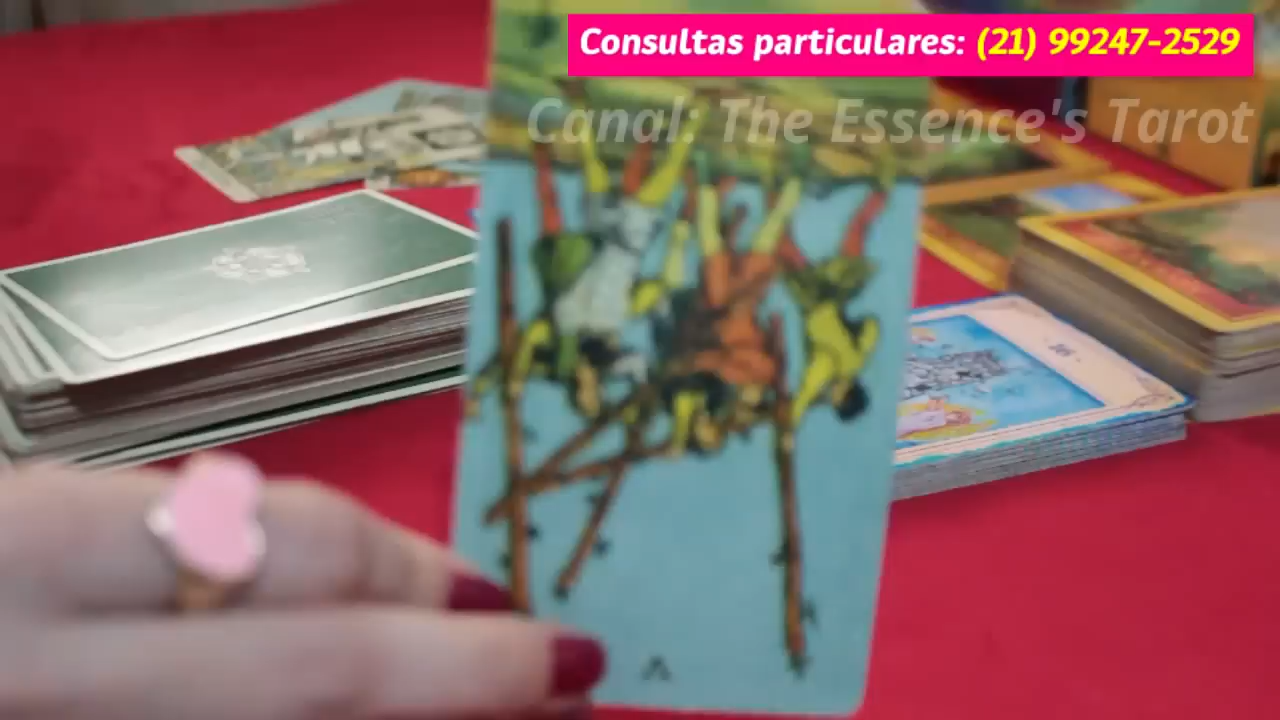 Consultas particulares: (21) 99247-2529
Canal: The Essence's Tarot
V